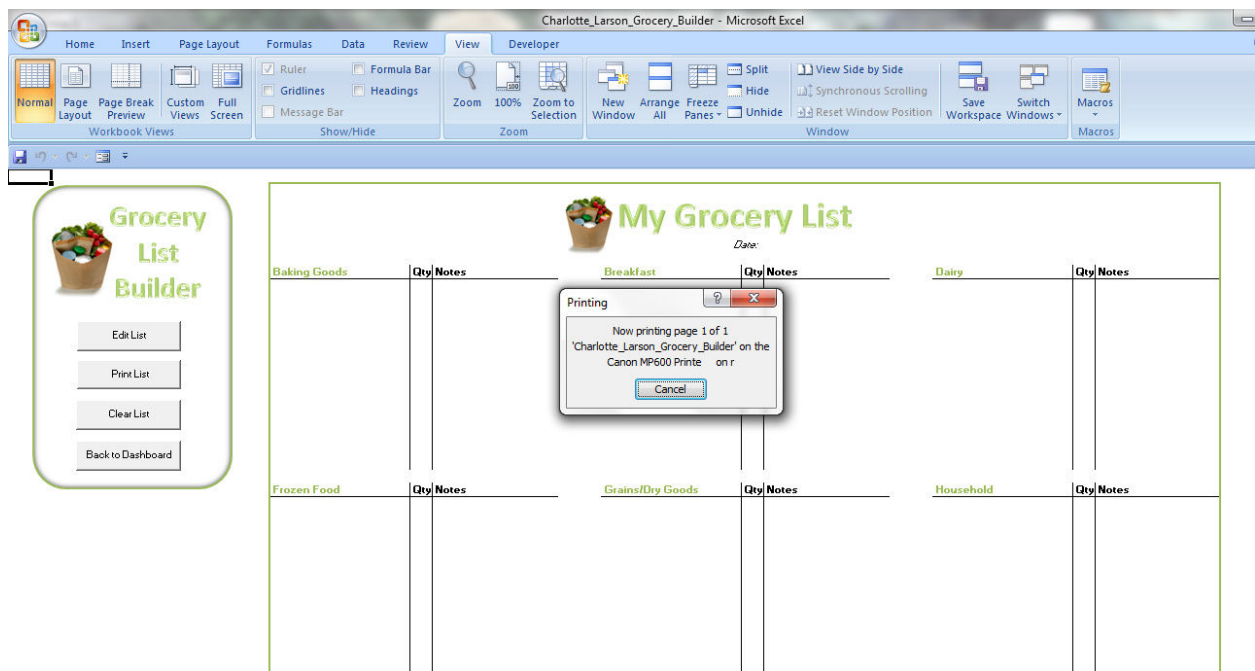 Charlotte_Larson_Grocery_Builder - Microsoft Excel
Home Insert Page Layout Formulas Data Review View Developer
Normal
Page Layout
Page Break Preview
Custom Views
Full Screen
Workbook Views
Ruler
Formula Bar
Gridlines
Headings
Message Bar
Show/Hide
Zoom
100%
Zoom to Selection
Zoom
New Window
Arrange All
Freeze Panes
Split
Hide
Unhide
View Side by Side
Synchronous Scrolling
Reset Window Position
Save Workspace
Switch Windows
Window
Macros
Macros
Grocery
List
Builder
Edit List
Print List
Clear List
Back to Dashboard
My Grocery List
Date:
Baking Goods Qty Notes Breakfast Qty Notes Dairy Qty Notes
Printing
Now printing page 1 of 1
'Charlotte_Larson_Grocery_Builder' on the
Canon MP600 Printe on r
Cancel
Frozen Food Qty Notes Grains/Dry Goods Qty Notes Household Qty Notes